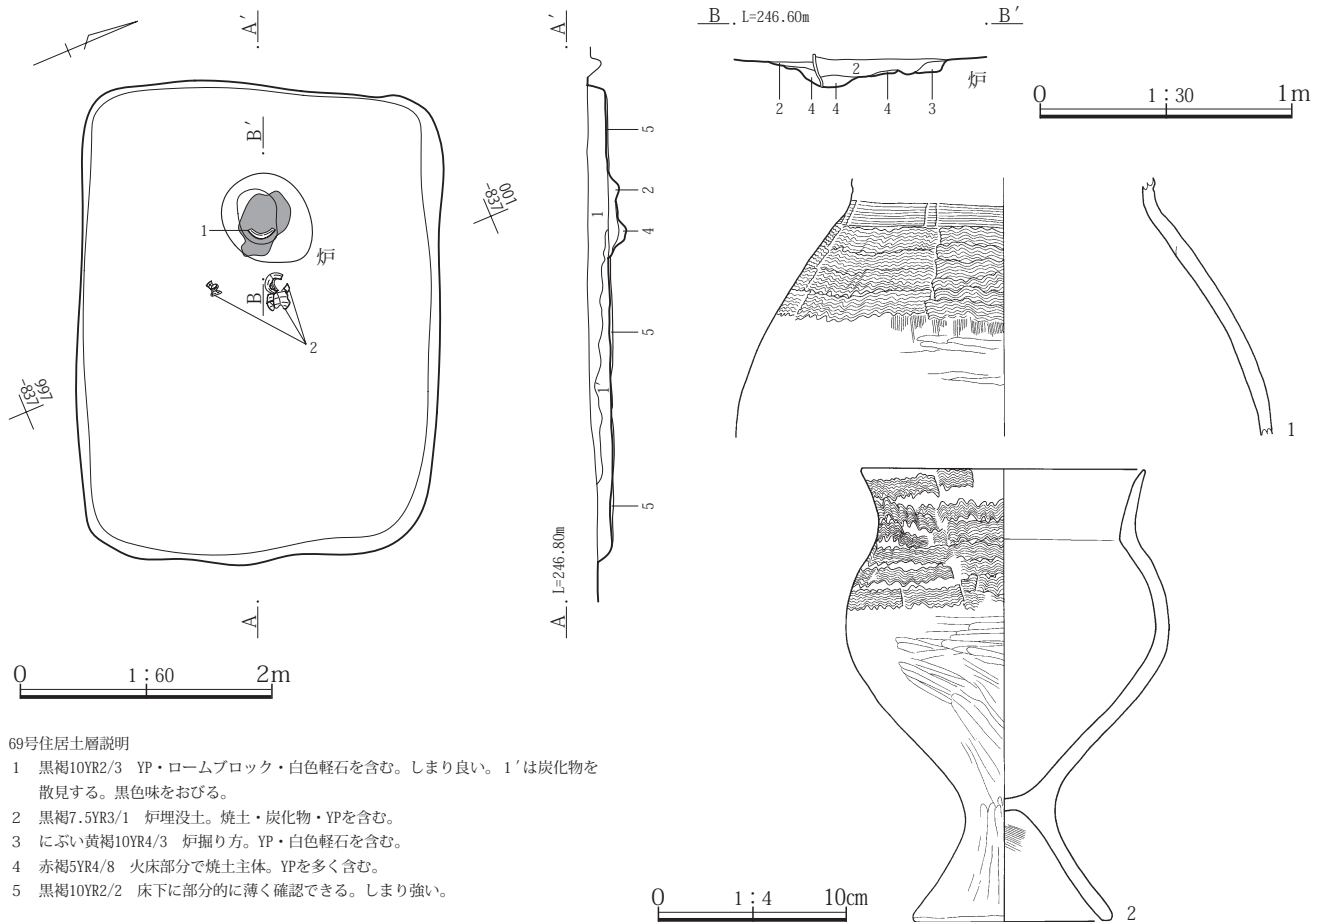 A′
A′
B L=246.60m B′
2
2 4 4 4 3
炉
0 1：30 1m
B′
1
炉
B
2
001
-837
997
-837
5
2
1
4
5
1′
5
A
A L=246.80m
1
2
0 1：60 2m
69号住居土層説明
1 黒褐10YR2/3 YP・ロームブロック・白色軽石を含む。しまり良い。1′は炭化物を
散見する。黒色味をおびる。
2 黒褐7.5YR3/1 炉埋没土。焼土・炭化物・YPを含む。
3 にぶい黄褐10YR4/3 炉掘り方。YP・白色軽石を含む。
4 赤褐5YR4/8 火床部分で焼土主体。YPを多く含む。
5 黒褐10YR2/2 床下に部分的に薄く確認できる。しまり強い。
0 1：4 10cm